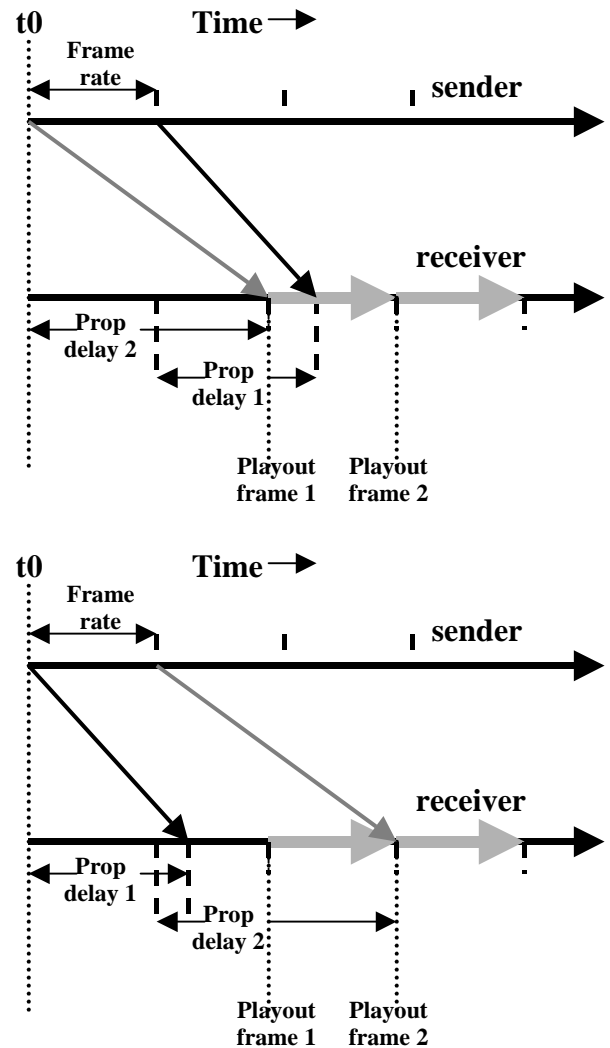 t0 Time
Frame
rate
sender
receiver
Prop
delay 2
Prop
delay 1
Playout Playout
frame 1 frame 2
t0 Time
Frame
rate
sender
receiver
Prop
delay 1
Prop
delay 2
Playout Playout
frame 1 frame 2